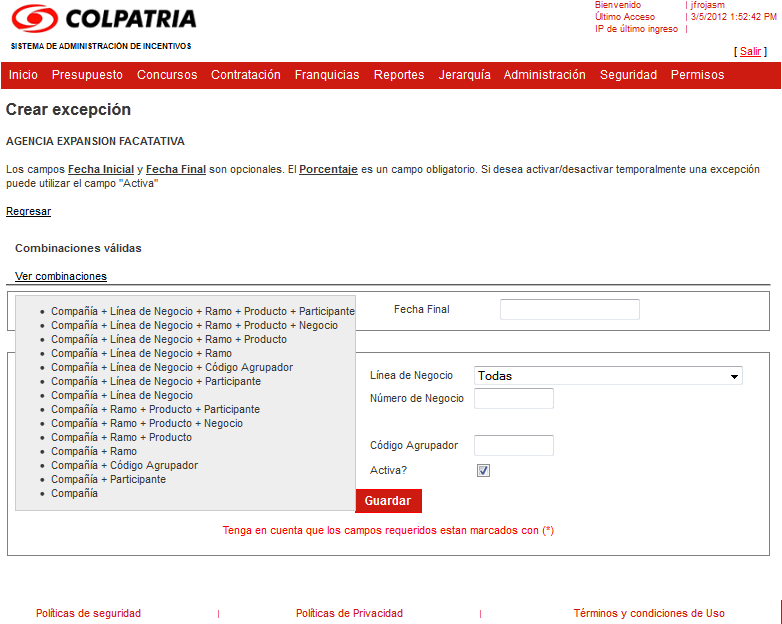 COLPATRIA
SISTEMA DE ADMINISTRACIÓN DE INCENTIVOS
Bienvenido | jfrojasm
Último Acceso | 3/5/2012 1:52:42 PM
IP de último ingreso |
[ Salir ]
Inicio Presupuesto Concursos Contratación Franquicias Reportes Jerarquía Administración Seguridad Permisos
Crear excepción
AGENCIA EXPANSION FACATATIVA
Los campos Fecha Inicial y Fecha Final son opcionales. El Porcentaje es un campo obligatorio. Si desea activar/desactivar temporalmente una excepción
puede utilizar el campo "Activa"
Regresar
Combinaciones válidas
Ver combinaciones
• Compañía + Línea de Negocio + Ramo + Producto + Participante
• Compañía + Línea de Negocio + Ramo + Producto + Negocio
• Compañía + Línea de Negocio + Ramo + Producto
• Compañía + Línea de Negocio + Ramo
• Compañía + Línea de Negocio + Código Agrupador
• Compañía + Línea de Negocio + Participante
• Compañía + Línea de Negocio
• Compañía + Ramo + Producto + Participante
• Compañía + Ramo + Producto + Negocio
• Compañía + Ramo + Producto
• Compañía + Ramo
• Compañía + Código Agrupador
• Compañía + Participante
• Compañía
Fecha Final
Línea de Negocio Todas
Número de Negocio
Código Agrupador
Activa?
Guardar
Tenga en cuenta que los campos requeridos estan marcados con (*)
Políticas de seguridad | Políticas de Privacidad | Términos y condiciones de Uso